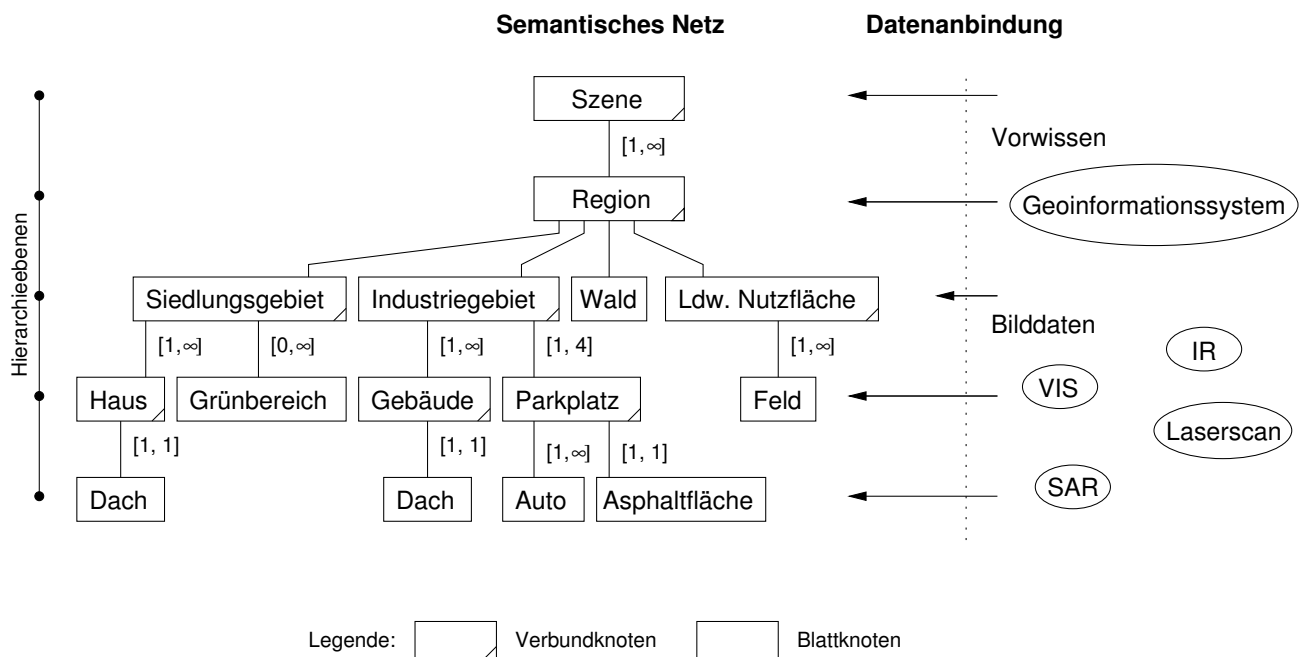 Semantisches Netz
Datenanbindung
Szene
[1,∞]
Vorwissen
Region
Geoinformationssystem
Hierarchieebenen
Siedlungsgebiet
Industriegebiet
Wald
Ldw. Nutzfläche
Bilddaten
[1,∞]
[0,∞]
[1,∞]
[1, 4]
[1,∞]
IR
VIS
Haus
Grünbereich
Gebäude
Parkplatz
Feld
Laserscan
[1, 1]
[1, 1]
[1,∞]
[1, 1]
SAR
Dach
Dach
Auto
Asphaltfläche
Legende:
Verbundknoten
Blattknoten